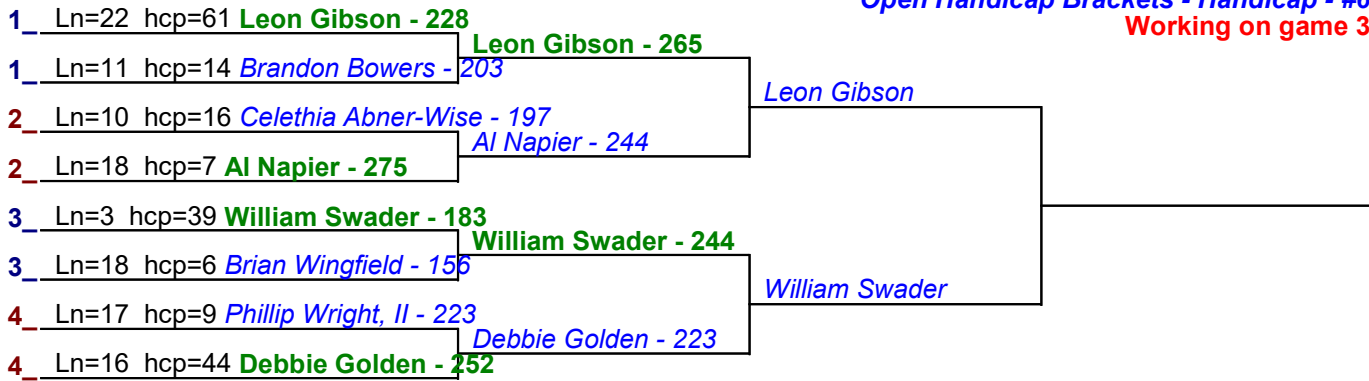 Open Handicap Brackets - Handicap - #6
Working on game 3
1_ Ln=22 hcp=61 Leon Gibson - 228
Leon Gibson - 265
1_ Ln=11 hcp=14 Brandon Bowers - 203
Leon Gibson
2_ Ln=10 hcp=16 Celethia Abner-Wise - 197
Al Napier - 244
2_ Ln=18 hcp=7 Al Napier - 275
3_ Ln=3 hcp=39 William Swader - 183
William Swader - 244
3_ Ln=18 hcp=6 Brian Wingfield - 156
William Swader
4_ Ln=17 hcp=9 Phillip Wright, II - 223
Debbie Golden - 223
4_ Ln=16 hcp=44 Debbie Golden - 252